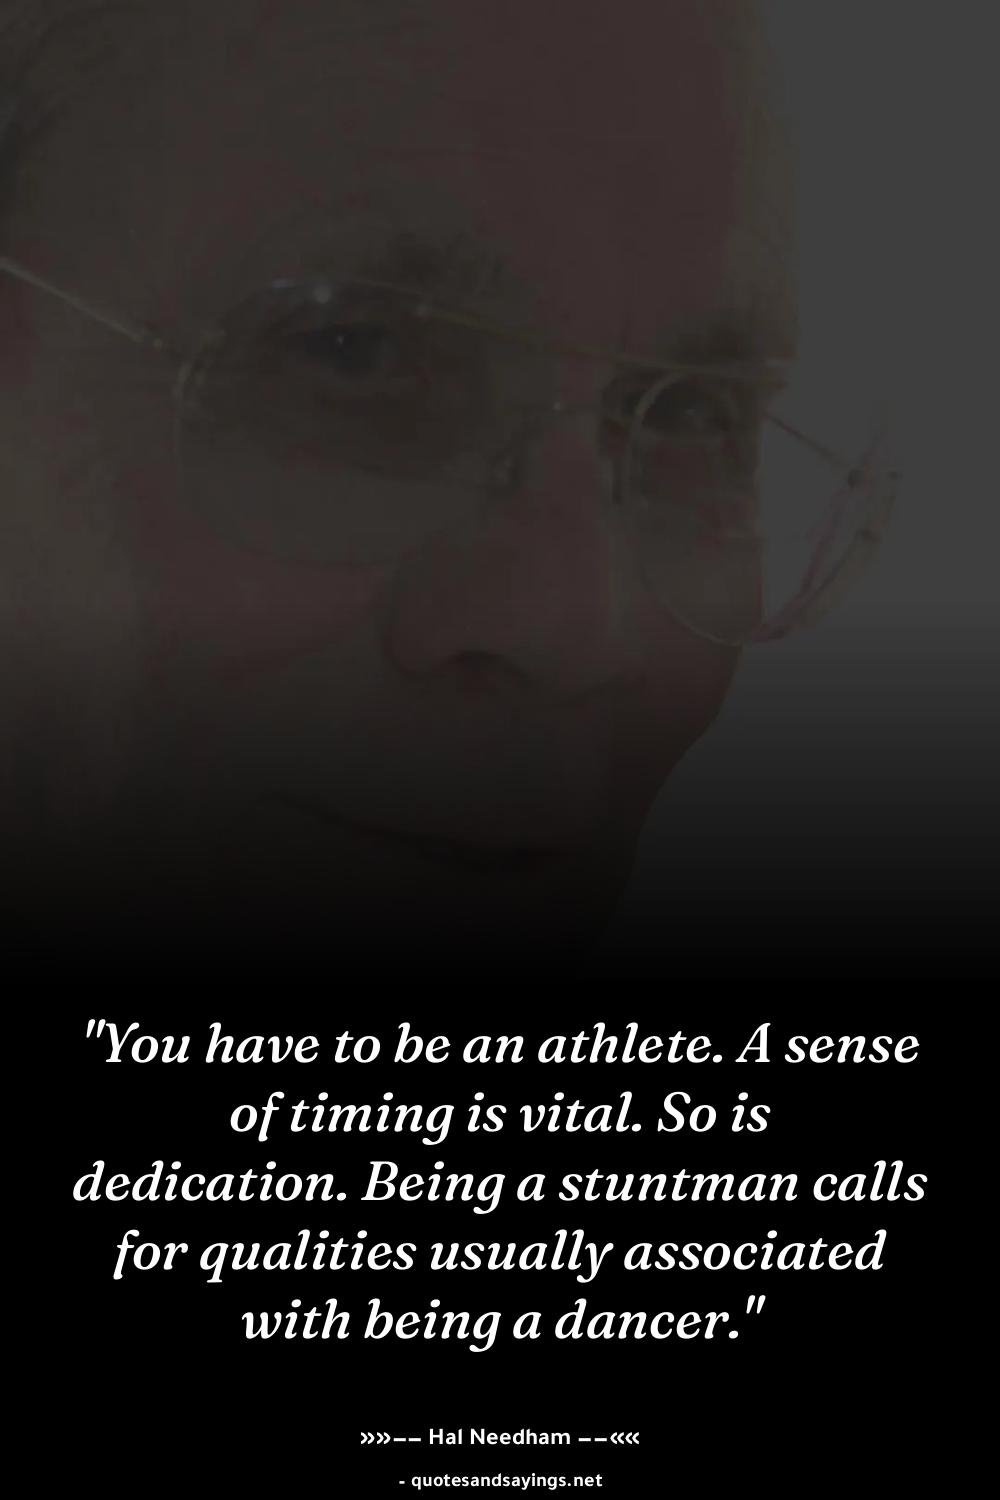 "You have to be an athlete. A sense
of timing is vital. So is
dedication. Being a stuntman calls
for qualities usually associated
with being a dancer."
»»–– Hal Needham ––««
- quotesandsayings.net